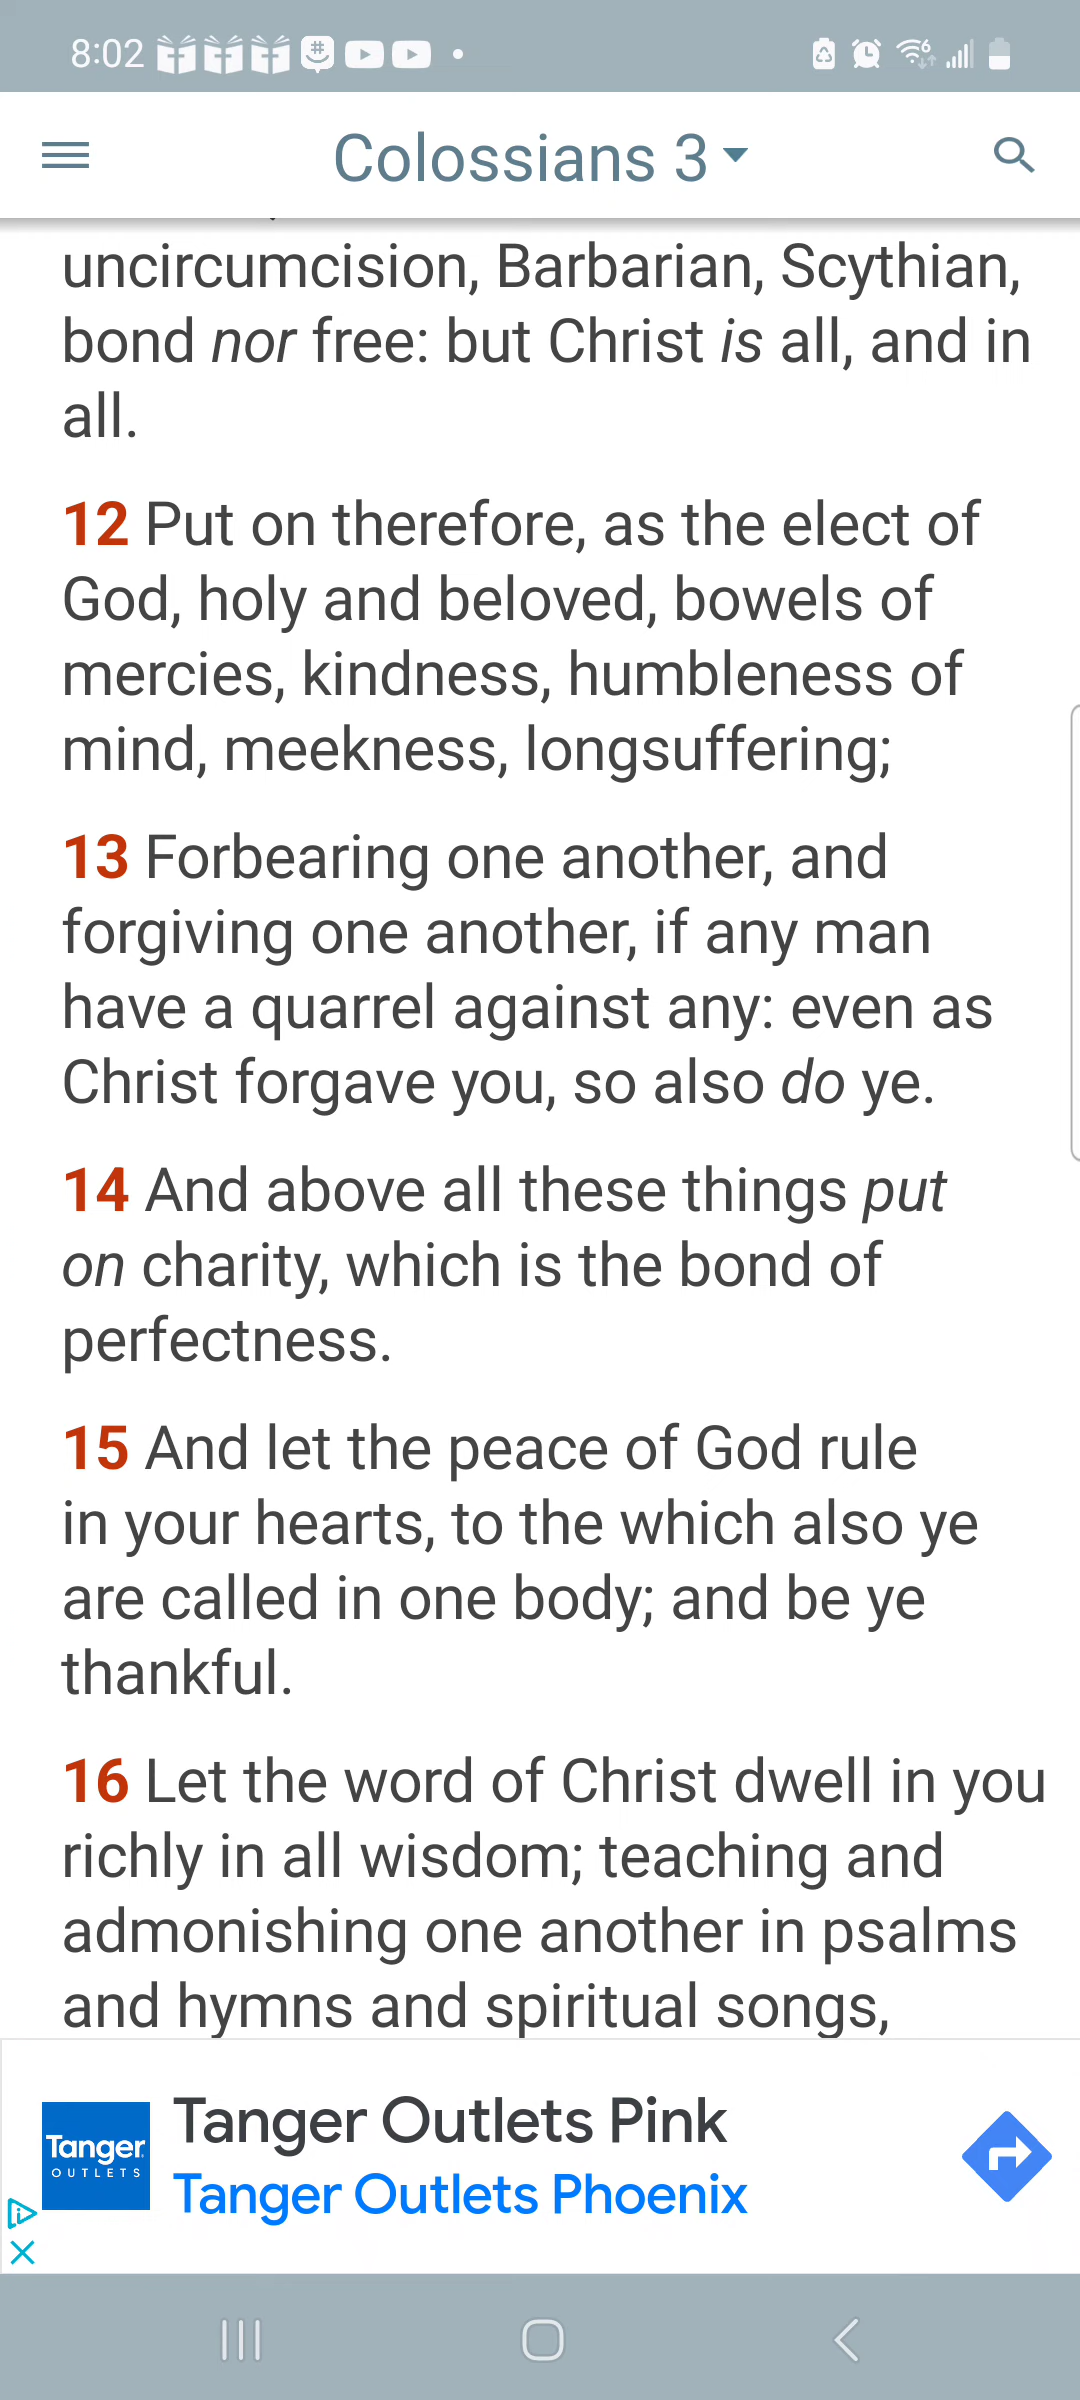 8:02
Colossians 3
uncircumcision, Barbarian, Scythian,
bond nor free: but Christ is all, and in
all.
12 Put on therefore, as the elect of
God, holy and beloved, bowels of
mercies, kindness, humbleness of
mind, meekness, longsuffering;
13 Forbearing one another, and
forgiving one another, if any man
have a quarrel against any: even as
Christ forgave you, so also do ye.
14 And above all these things put
on charity, which is the bond of
perfectness.
15 And let the peace of God rule
in your hearts, to the which also ye
are called in one body; and be ye
thankful.
16 Let the word of Christ dwell in you
richly in all wisdom; teaching and
admonishing one another in psalms
and hymns and spiritual songs,
Tanger
OUTLETS
Tanger Outlets Pink
Tanger Outlets Phoenix